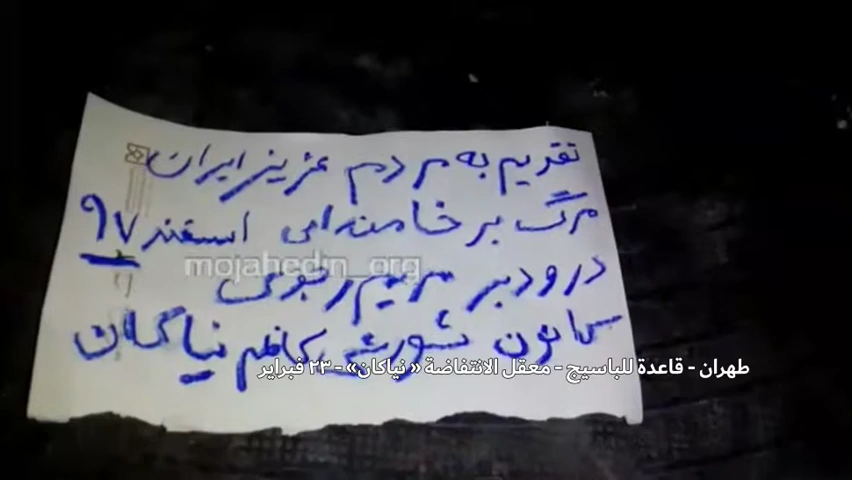 تقدیم به مردم عزیز ایران
مرگ بر خامنه‌ای اسفند ۹۷
mojahedin_org
درود بر مریم رجوی
کانون شورشی کاظم نیاکان
طهران - قاعدة للباسيج - معقل الانتفاضة « نياكان» - ٢٣ فبراير